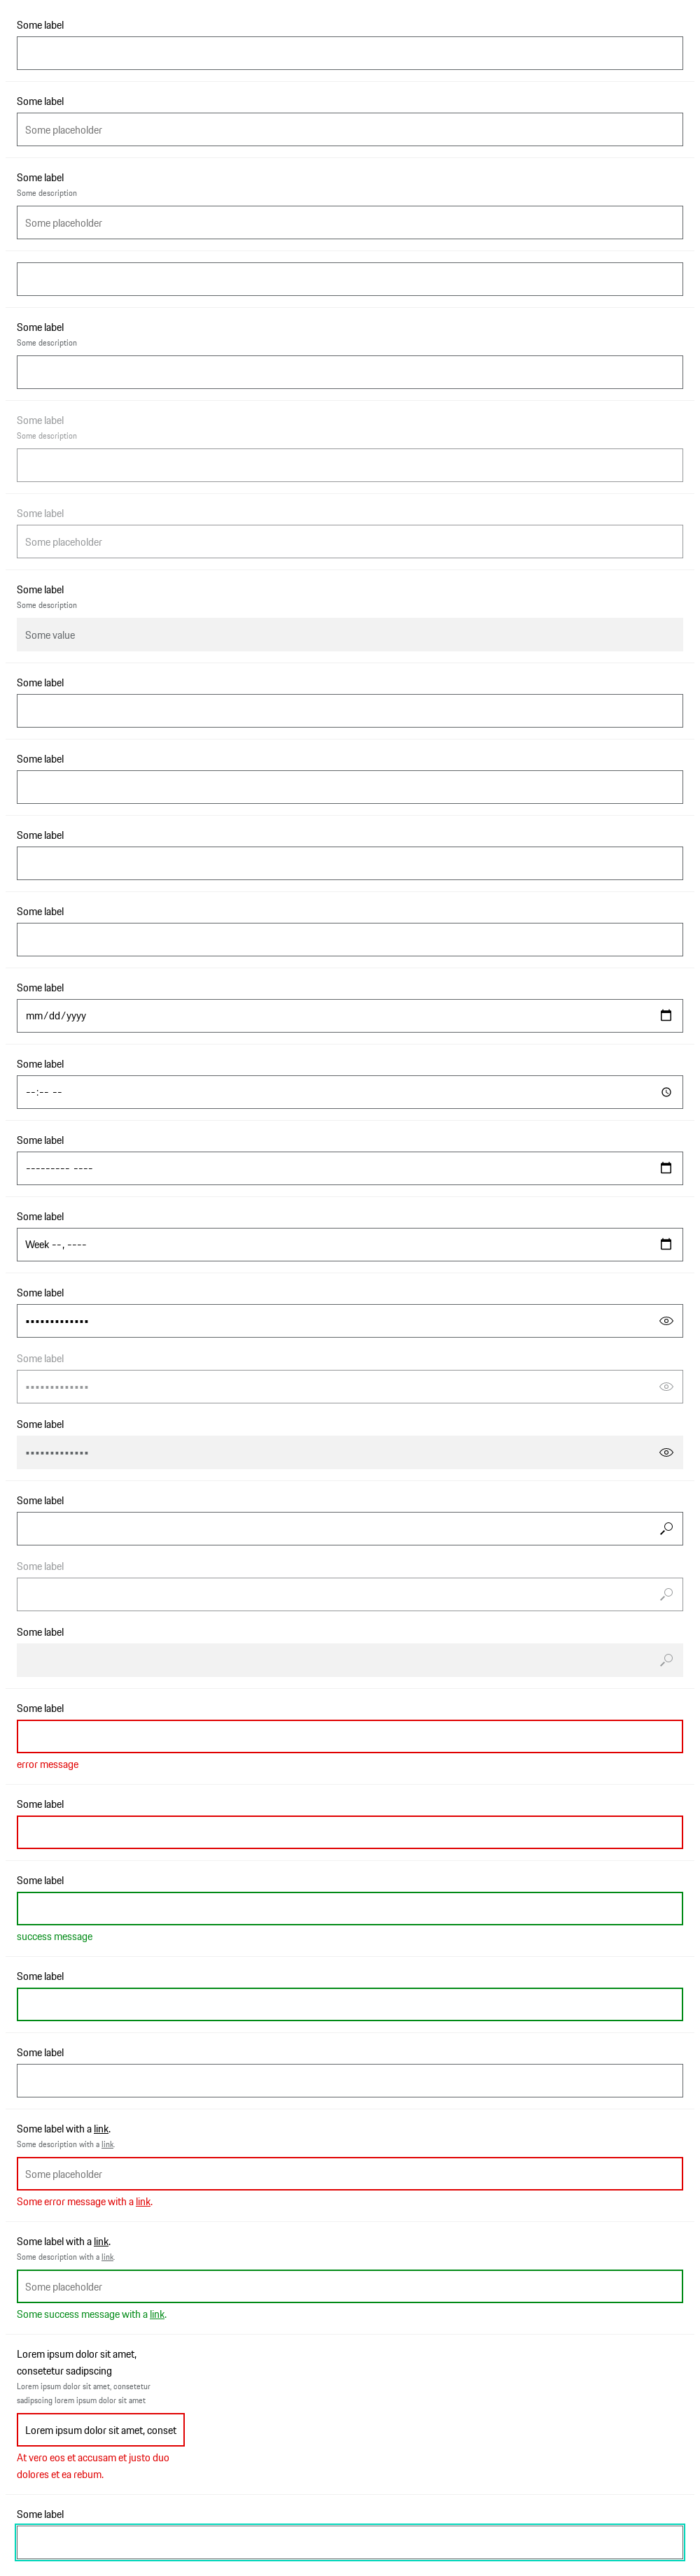 Some label
Some label
Some placeholder
Some label
Some description
Some placeholder
Some label
Some description
Some label
Some description
Some label
Some placeholder
Some label
Some description
Some value
Some label
Some label
Some label
Some label
Some label
mm/dd/yyyy
Some label
--:-- --
Some label
--------- ----
Some label
Week --, ----
Some label
•••••••••••••
Some label
•••••••••••••
Some label
•••••••••••••
Some label
Some label
Some label
Some label
error message
Some label
Some label
success message
Some label
Some label
Some label with a link.
Some description with a link.
Some placeholder
Some error message with a link.
Some label with a link.
Some description with a link.
Some placeholder
Some success message with a link.
Lorem ipsum dolor sit amet,
consetetur sadipscing
Lorem ipsum dolor sit amet, consetetur
sadipscing lorem ipsum dolor sit amet
Lorem ipsum dolor sit amet, conset
At vero eos et accusam et justo duo
dolores et ea rebum.
Some label